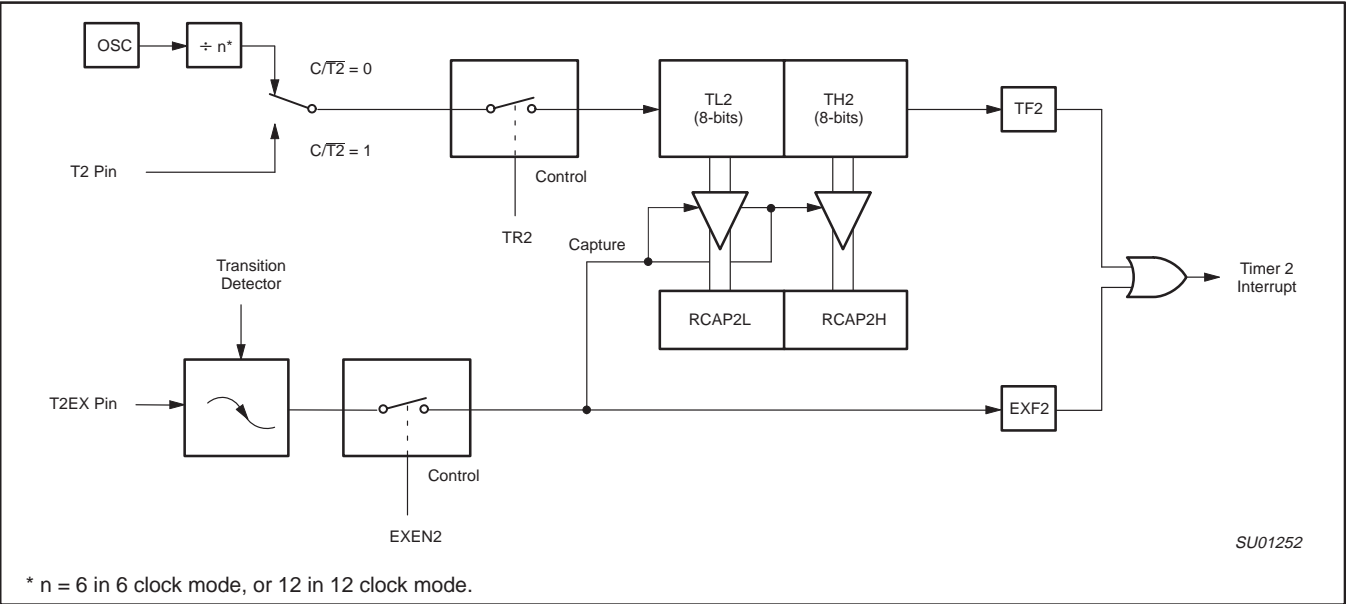 OSC
÷ n*
C/T2 = 0
C/T2 = 1
T2 Pin
Control
TR2
TL2
(8-bits)
TH2
(8-bits)
TF2
Capture
RCAP2L
RCAP2H
Timer 2
Interrupt
Transition
Detector
T2EX Pin
Control
EXEN2
EXF2
SU01252
* n = 6 in 6 clock mode, or 12 in 12 clock mode.